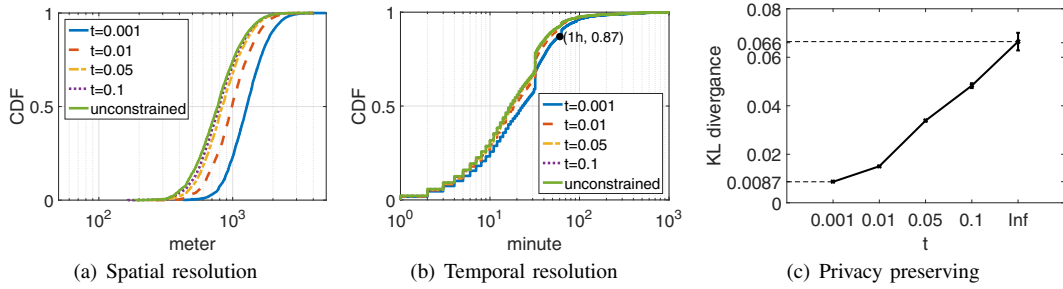 1
0.5
0
CDF
t=0.001
t=0.01
t=0.05
t=0.1
unconstrained
10^2
10^3
meter
(a) Spatial resolution
1
0.5
0
CDF
(1h, 0.87)
t=0.001
t=0.01
t=0.05
t=0.1
unconstrained
10^0
10^1
10^2
10^3
minute
(b) Temporal resolution
0.08
0.066
0.04
0.02
0.0087
0
KL divergance
0.001
0.01
0.05
0.1
Inf
t
(c) Privacy preserving